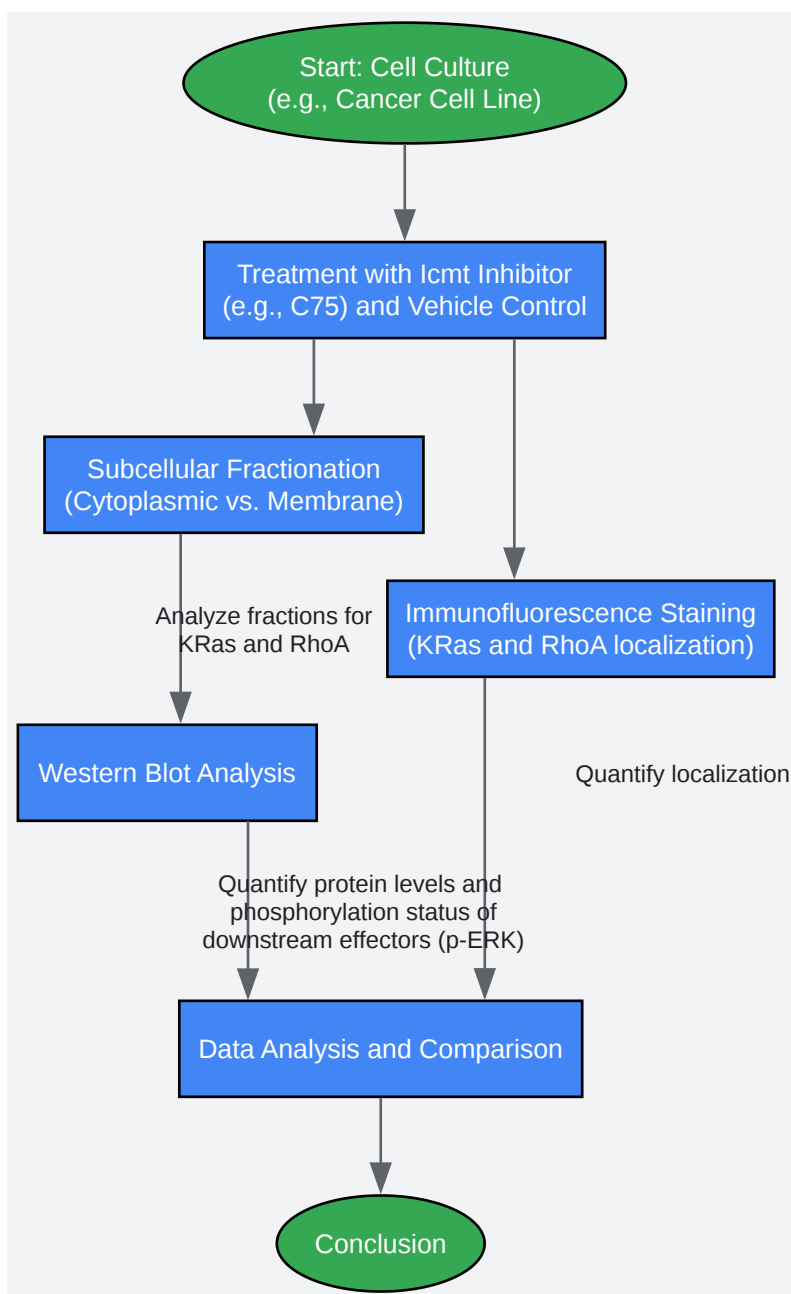 Start: Cell Culture
(e.g., Cancer Cell Line)
Treatment with Icmt Inhibitor
(e.g., C75) and Vehicle Control
Subcellular Fractionation
(Cytoplasmic vs. Membrane)
Analyze fractions for
KRas and RhoA
Immunofluorescence Staining
(KRas and RhoA localization)
Western Blot Analysis
Quantify localization
Quantify protein levels and
phosphorylation status of
downstream effectors (p-ERK)
Data Analysis and Comparison
Conclusion